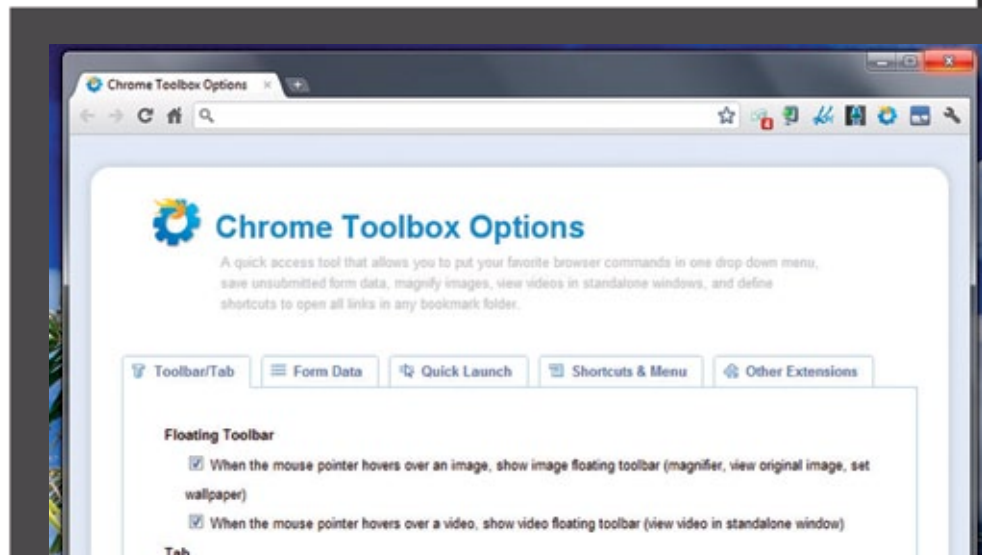 Chrome Toolbox Options
4
Chrome Toolbox Options
A quick access tool that allows you to put your favorite browser commands in one drop down menu,
save unsubmitted form data, magnify images, view videos in standalone windows, and define
shortcuts to open all links in any bookmark folder.
Toolbar/Tab Form Data Quick Launch Shortcuts & Menu Other Extensions
Floating Toolbar
When the mouse pointer hovers over an image, show image floating toolbar (magnifier, view original image, set
wallpaper)
When the mouse pointer hovers over a video, show video floating toolbar (view video in standalone window)
Tab